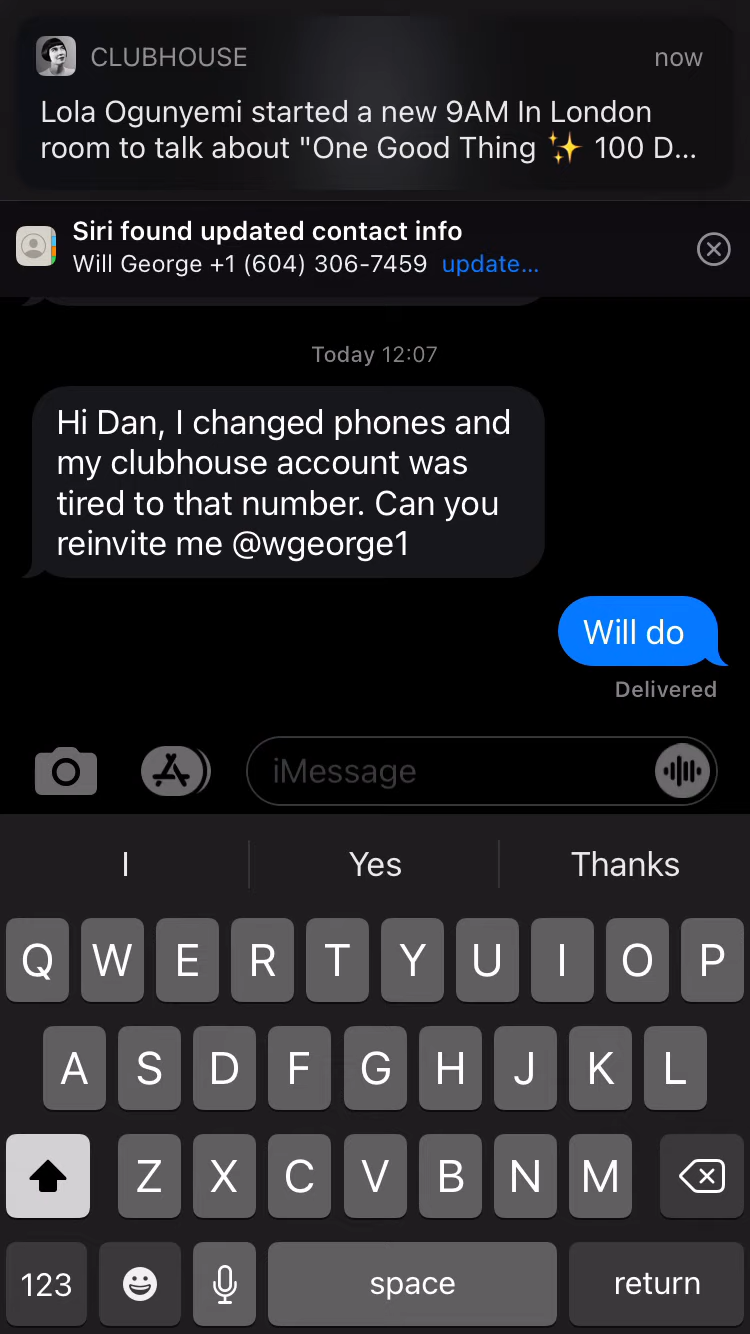 CLUBHOUSE now
Lola Ogunyemi started a new 9AM In London
room to talk about "One Good Thing ✨ 100 D...
Siri found updated contact info
Will George +1 (604) 306-7459 update...
Today 12:07
Hi Dan, I changed phones and
my clubhouse account was
tired to that number. Can you
reinvite me @wgeorge1
Will do
Delivered
iMessage
I Yes Thanks
Q W E R T Y U I O P
A S D F G H J K L
Z X C V B N M
123 space return